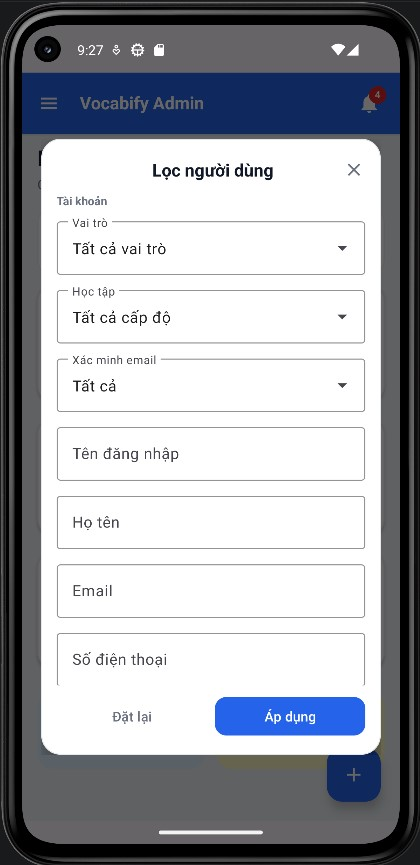 9:27
Vocabify Admin
4
Lọc người dùng
Tài khoản
Vai trò
Tất cả vai trò
Học tập
Tất cả cấp độ
Xác minh email
Tất cả
Tên đăng nhập
Họ tên
Email
Số điện thoại
Đặt lại
Áp dụng